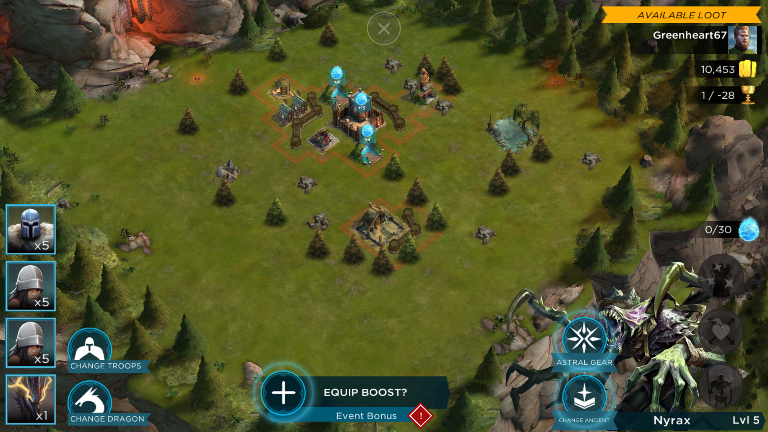 AVAILABLE LOOT
Greenheart67
10,453
1 / -28
0/30
x5
x5
x5
x1
CHANGE TROOPS
CHANGE DRAGON
EQUIP BOOST?
Event Bonus
!
ASTRAL GEAR
CHANGE ANCIENT
Nyrax Lvl 5